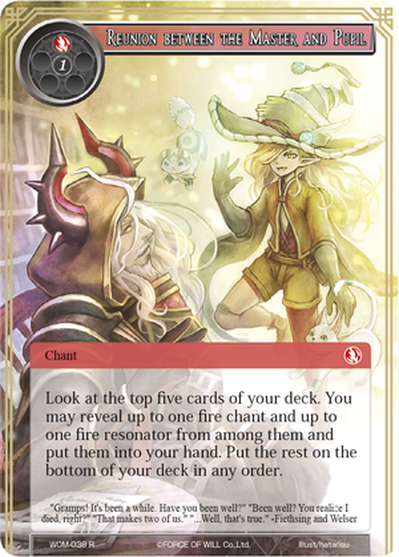 Reunion between the Master and Pupil
1
Chant
Look at the top five cards of your deck. You
may reveal up to one fire chant and up to
one fire resonator from among them and
put them into your hand. Put the rest on the
bottom of your deck in any order.
"Gramps! It's been a while. Have you been well?" "Been well? You realize I
died, right?" "That makes two of us." "...Well, that's true." -Fiethsing and Welser
WOM-038 R ©FORCE OF WILL Co.,Ltd. Illust/hatarisu